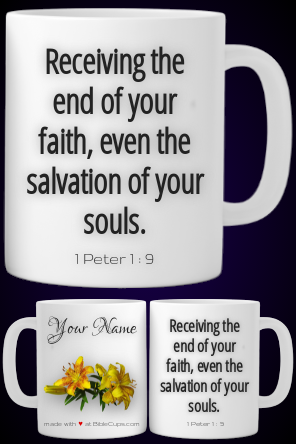 Receiving the
end of your
faith, even the
salvation of your
souls.
1 Peter 1 : 9
Your Name
made with ♥ at BibleCups.com
Receiving the
end of your
faith, even the
salvation of your
souls.
1 Peter 1 : 9